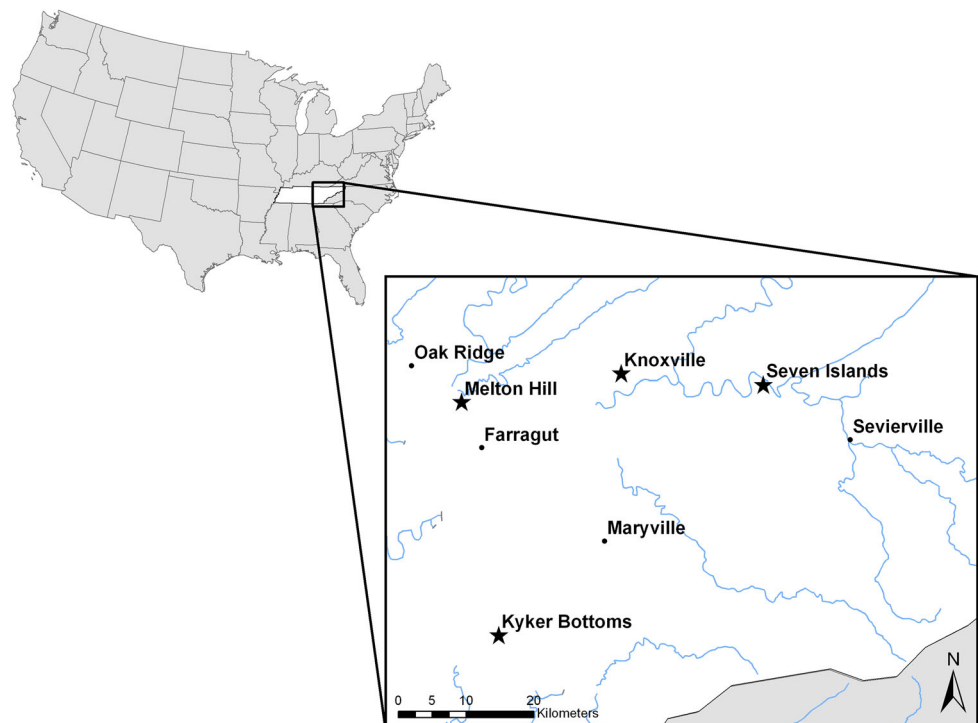 Oak Ridge
Knoxville
Seven Islands
Melton Hill
Farragut
Sevierville
Maryville
Kyker Bottoms
N
0 5 10 20
Kilometers